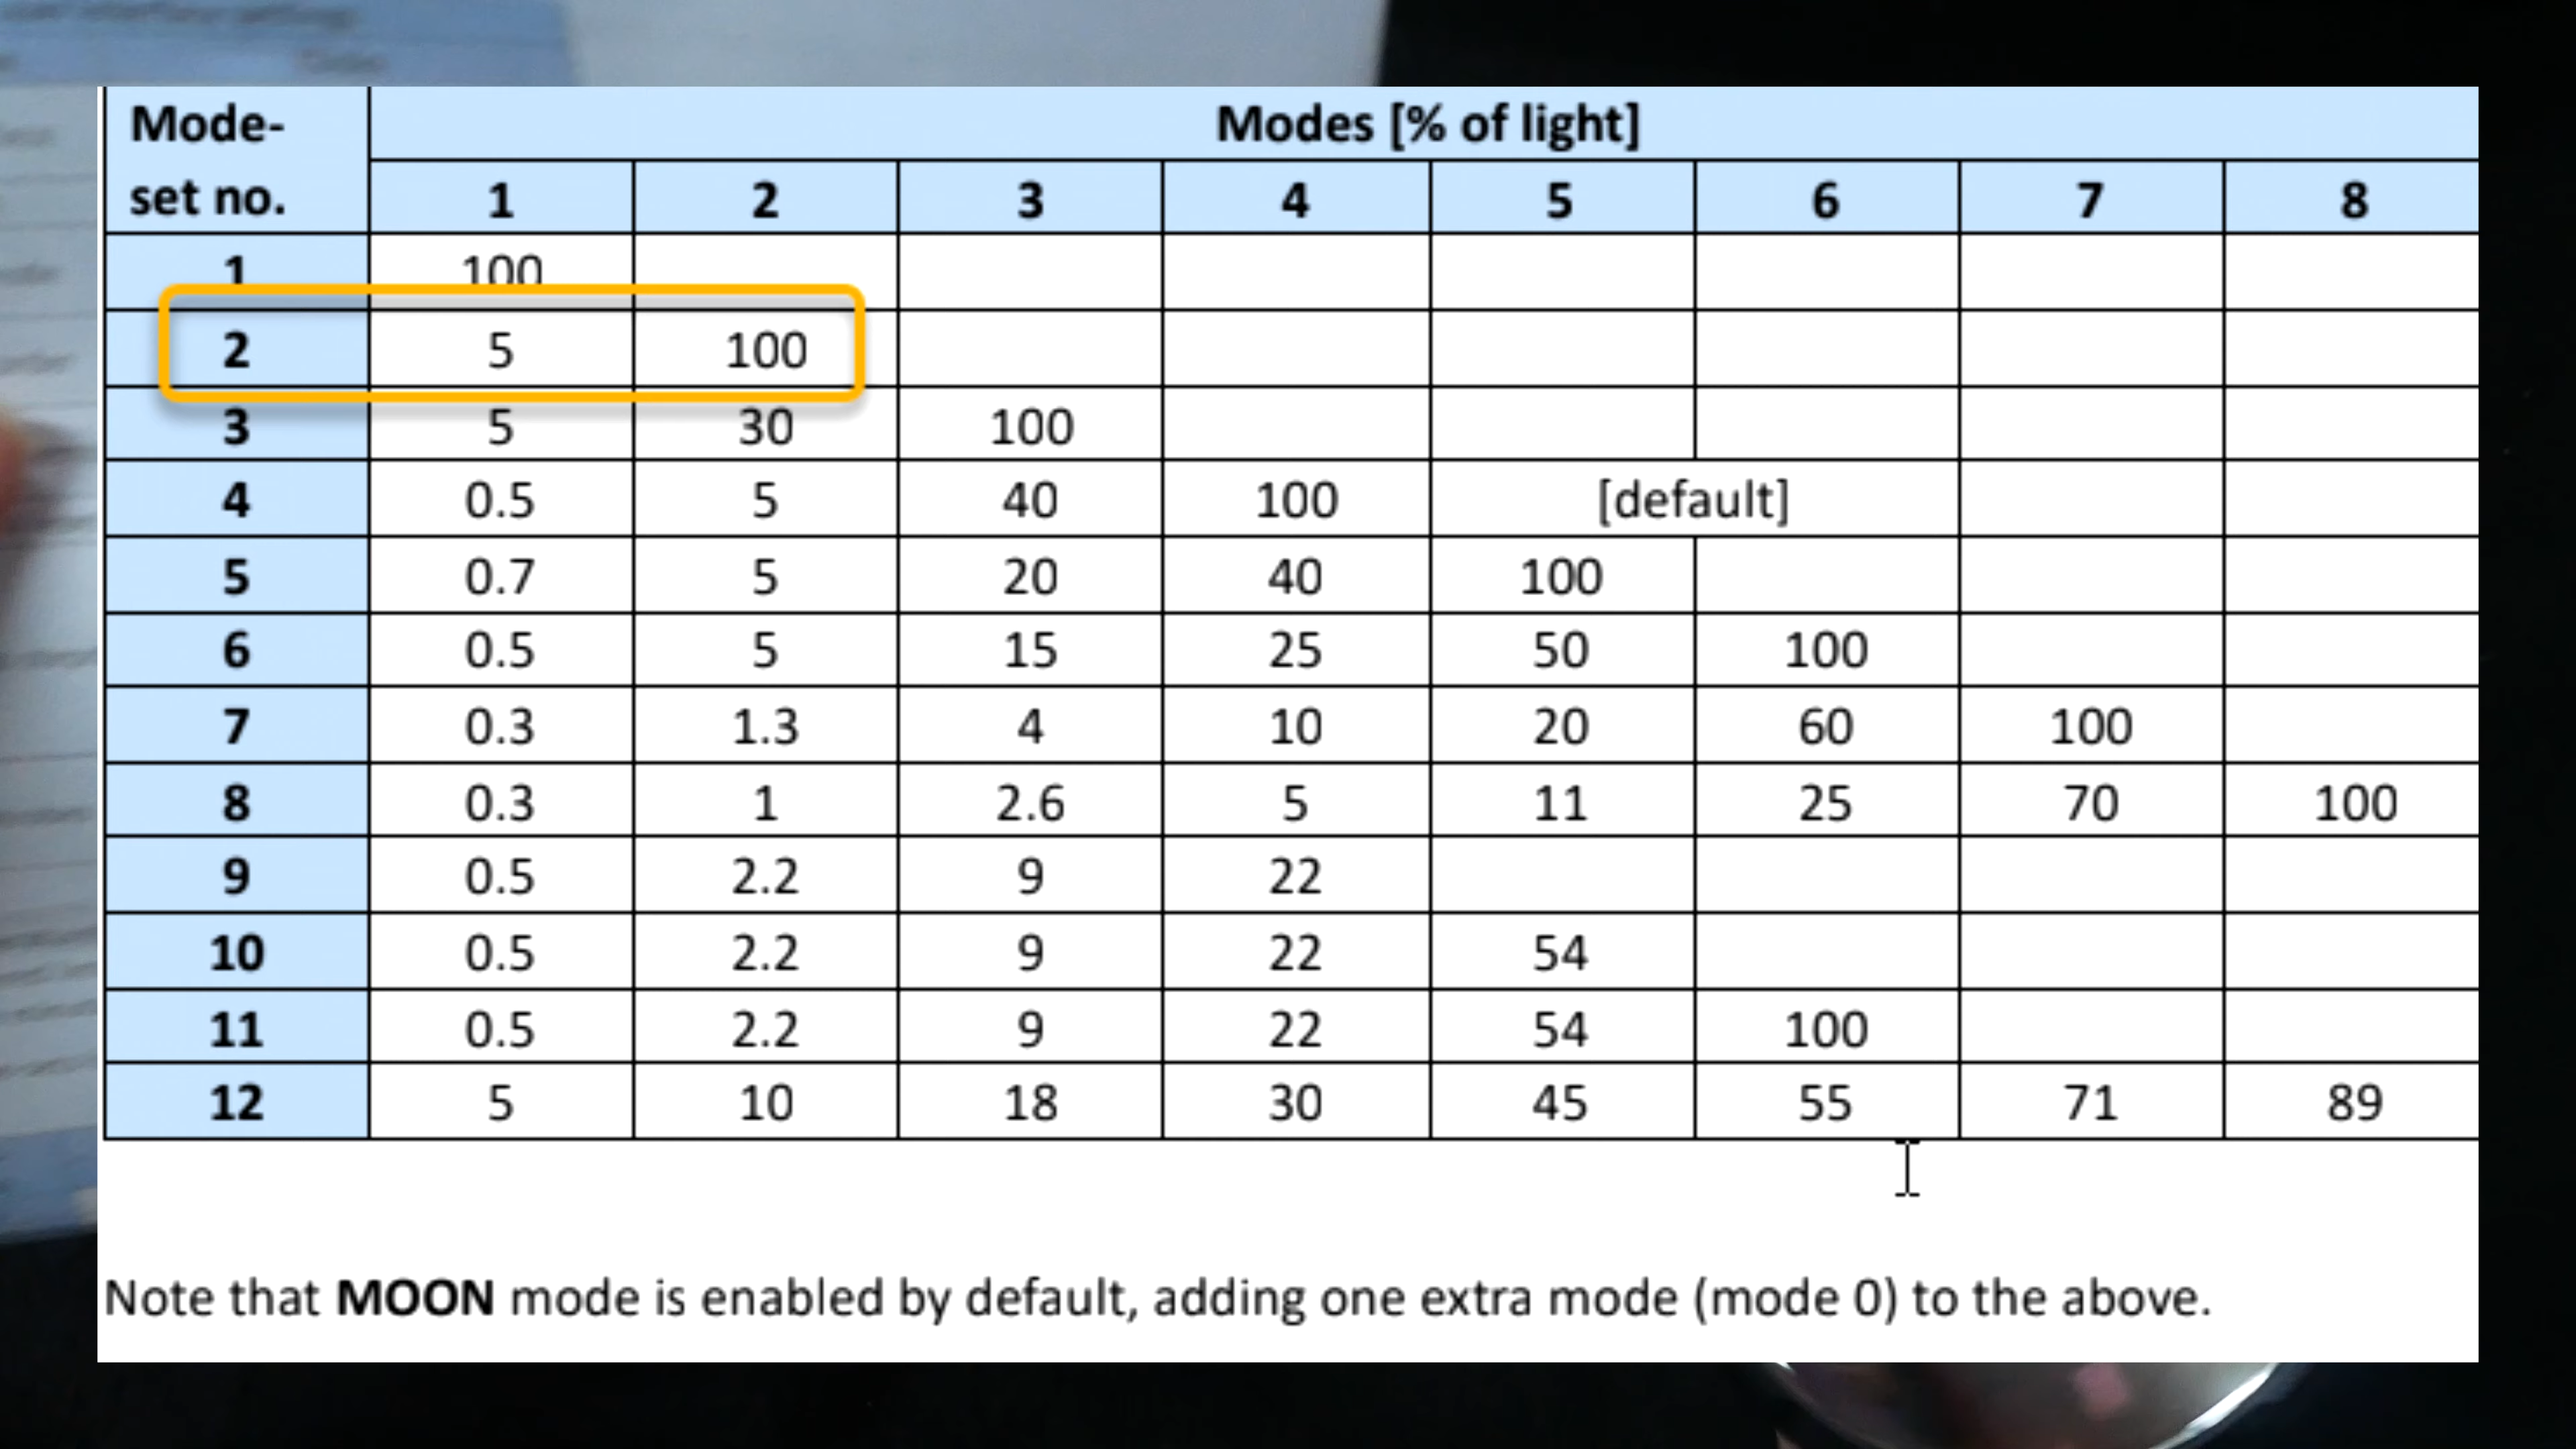 Mode-set no. Modes [% of light]
1 2 3 4 5 6 7 8
1 100
2 5 100
3 5 30 100
4 0.5 5 40 100 [default]
5 0.7 5 20 40 100
6 0.5 5 15 25 50 100
7 0.3 1.3 4 10 20 60 100
8 0.3 1 2.6 5 11 25 70 100
9 0.5 2.2 9 22
10 0.5 2.2 9 22 54
11 0.5 2.2 9 22 54 100
12 5 10 18 30 45 55 71 89
Note that MOON mode is enabled by default, adding one extra mode (mode 0) to the above.